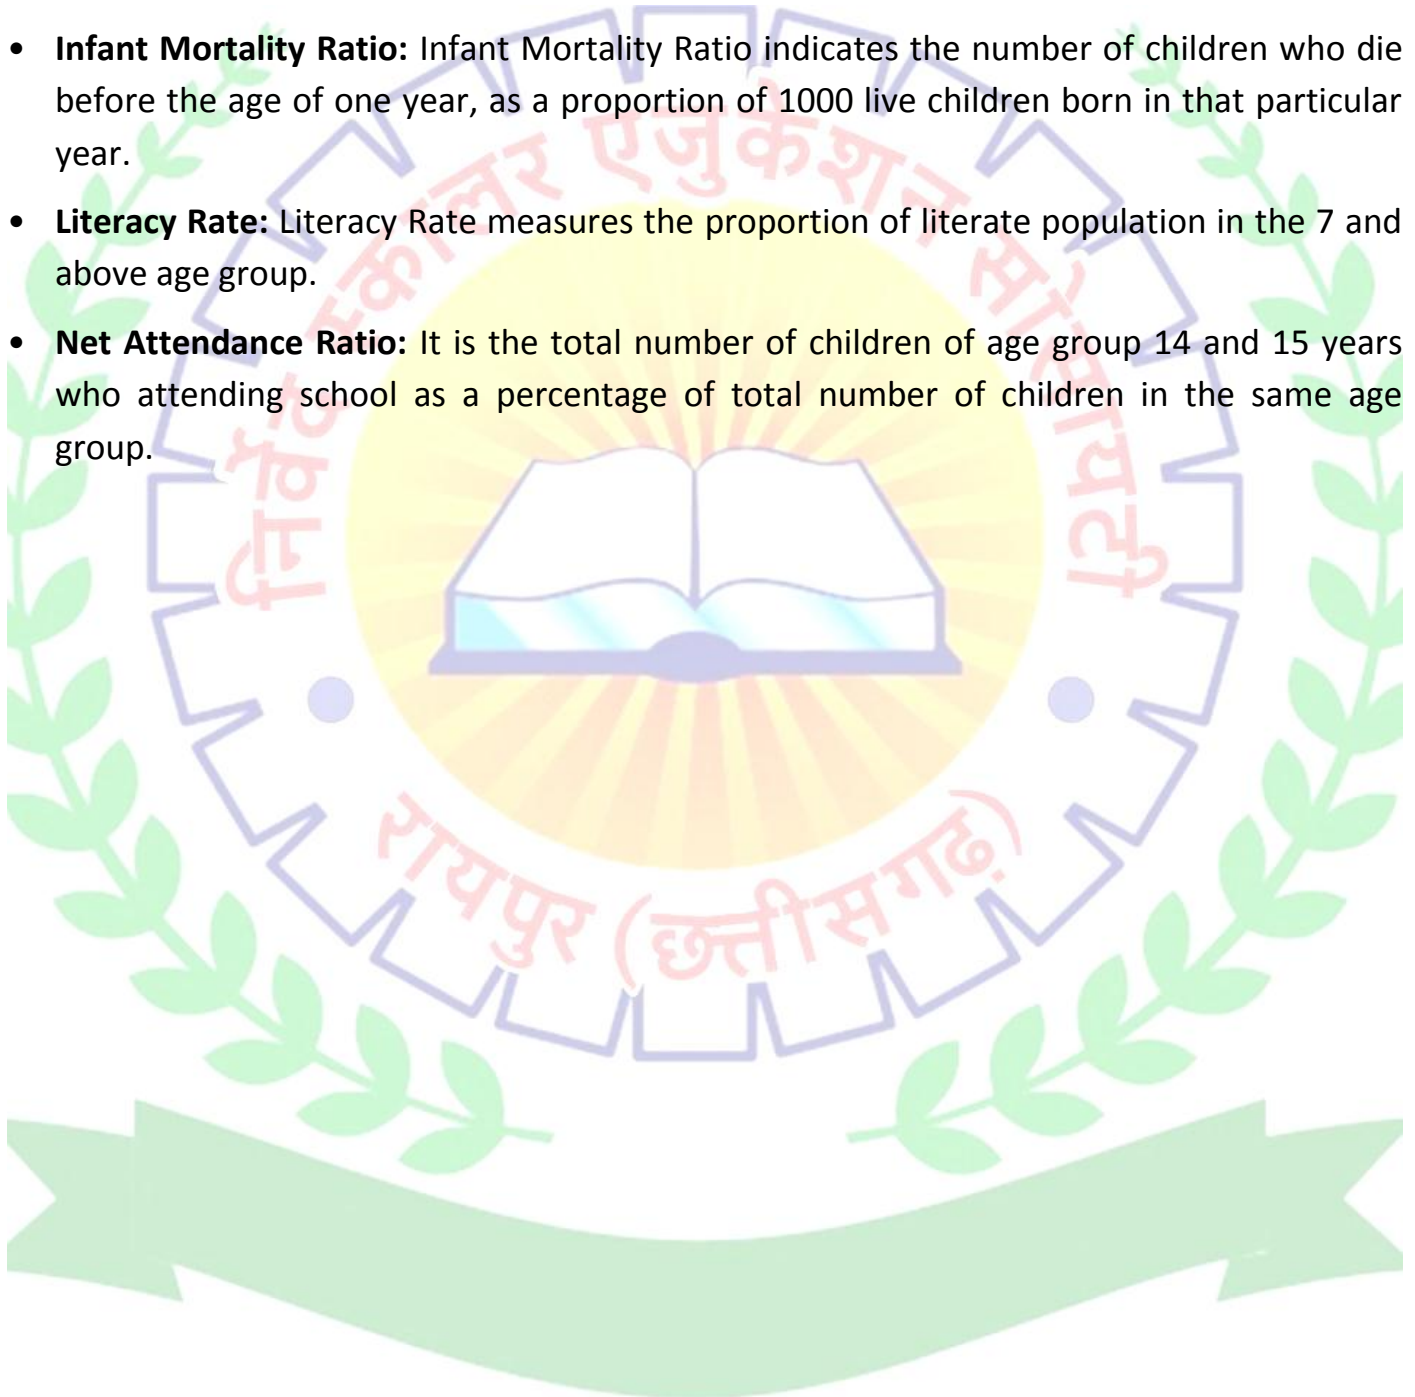 • Infant Mortality Ratio: Infant Mortality Ratio indicates the number of children who die
before the age of one year, as a proportion of 1000 live children born in that particular
year.
• Literacy Rate: Literacy Rate measures the proportion of literate population in the 7 and
above age group.
• Net Attendance Ratio: It is the total number of children of age group 14 and 15 years
who attending school as a percentage of total number of children in the same age
group.
स्कालर एजुकेशन सोसायटी
रायपुर (छत्तीसगढ़)